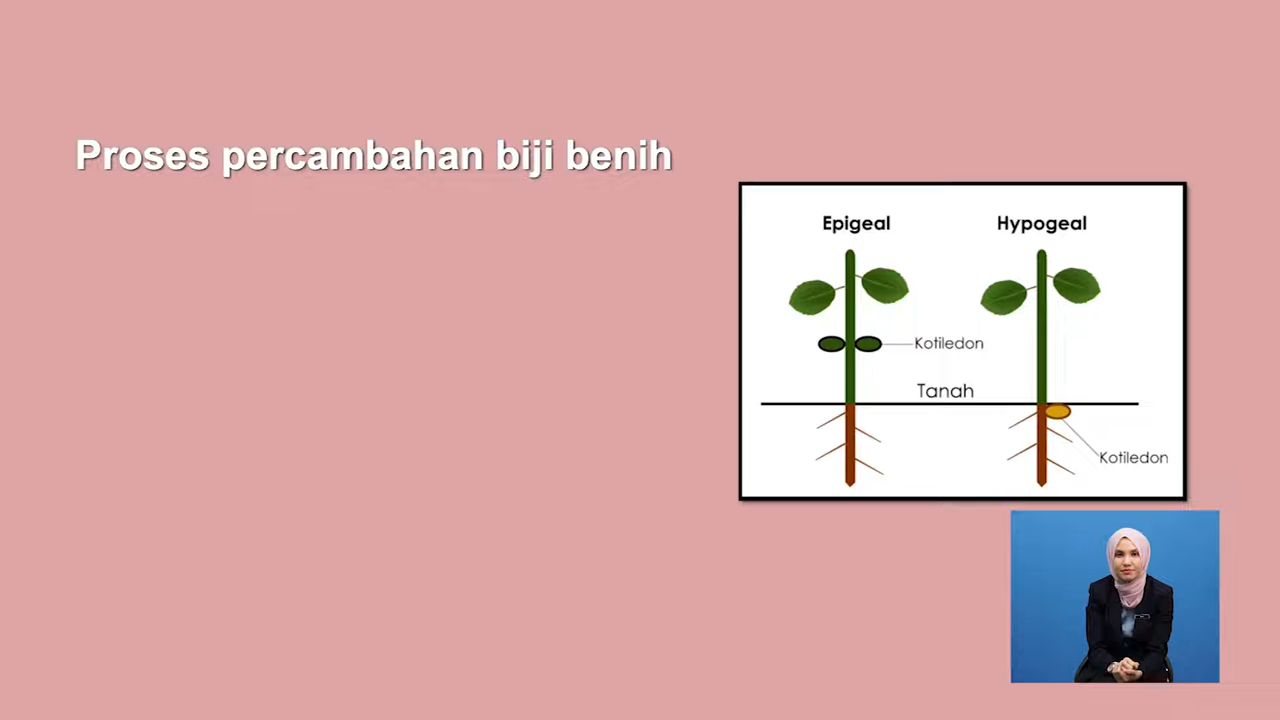 Proses percambahan biji benih
Epigeal
Hypogeal
Kotiledon
Tanah
Kotiledon